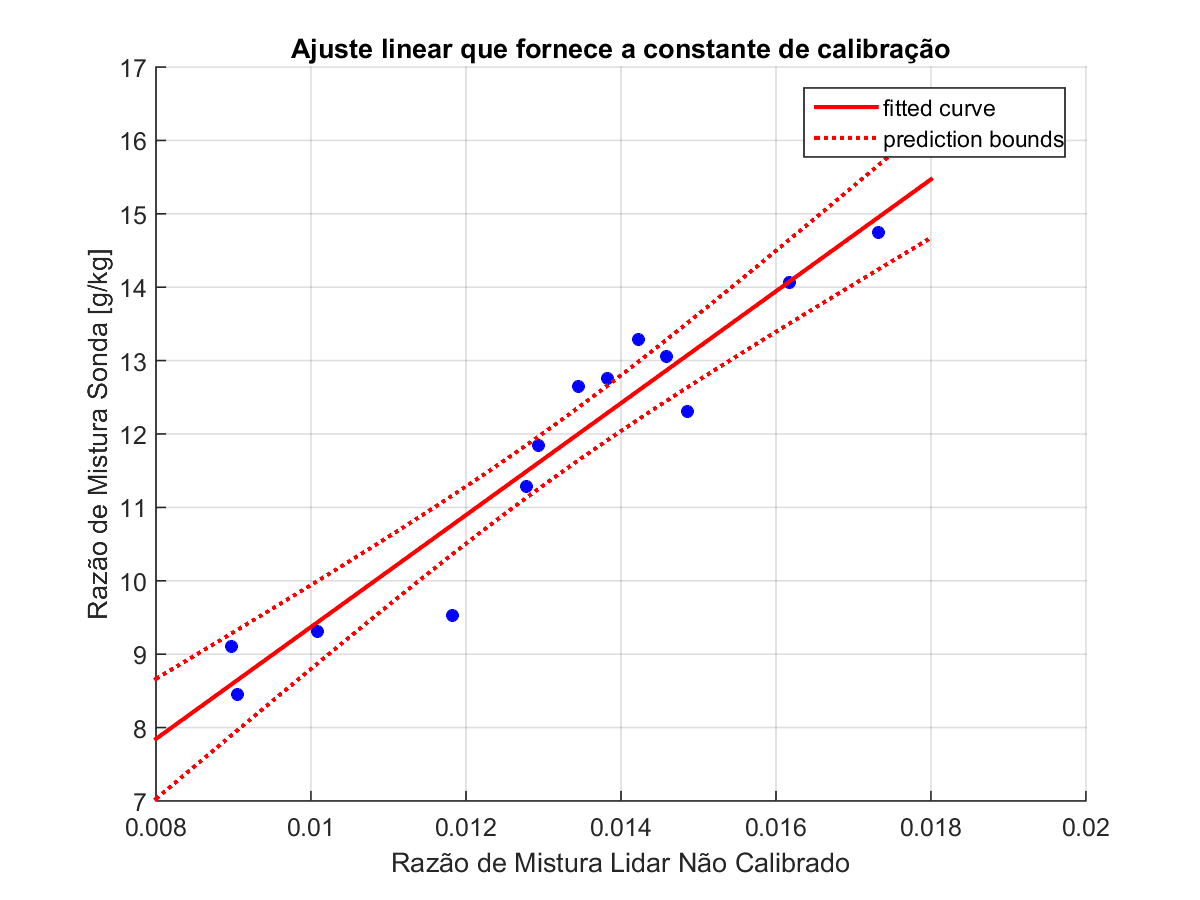 Ajuste linear que fornece a constante de calibração
fitted curve
prediction bounds
17
16
15
14
13
12
11
10
9
8
7
Razão de Mistura Sonda [g/kg]
0.008 0.01 0.012 0.014 0.016 0.018 0.02
Razão de Mistura Lidar Não Calibrado